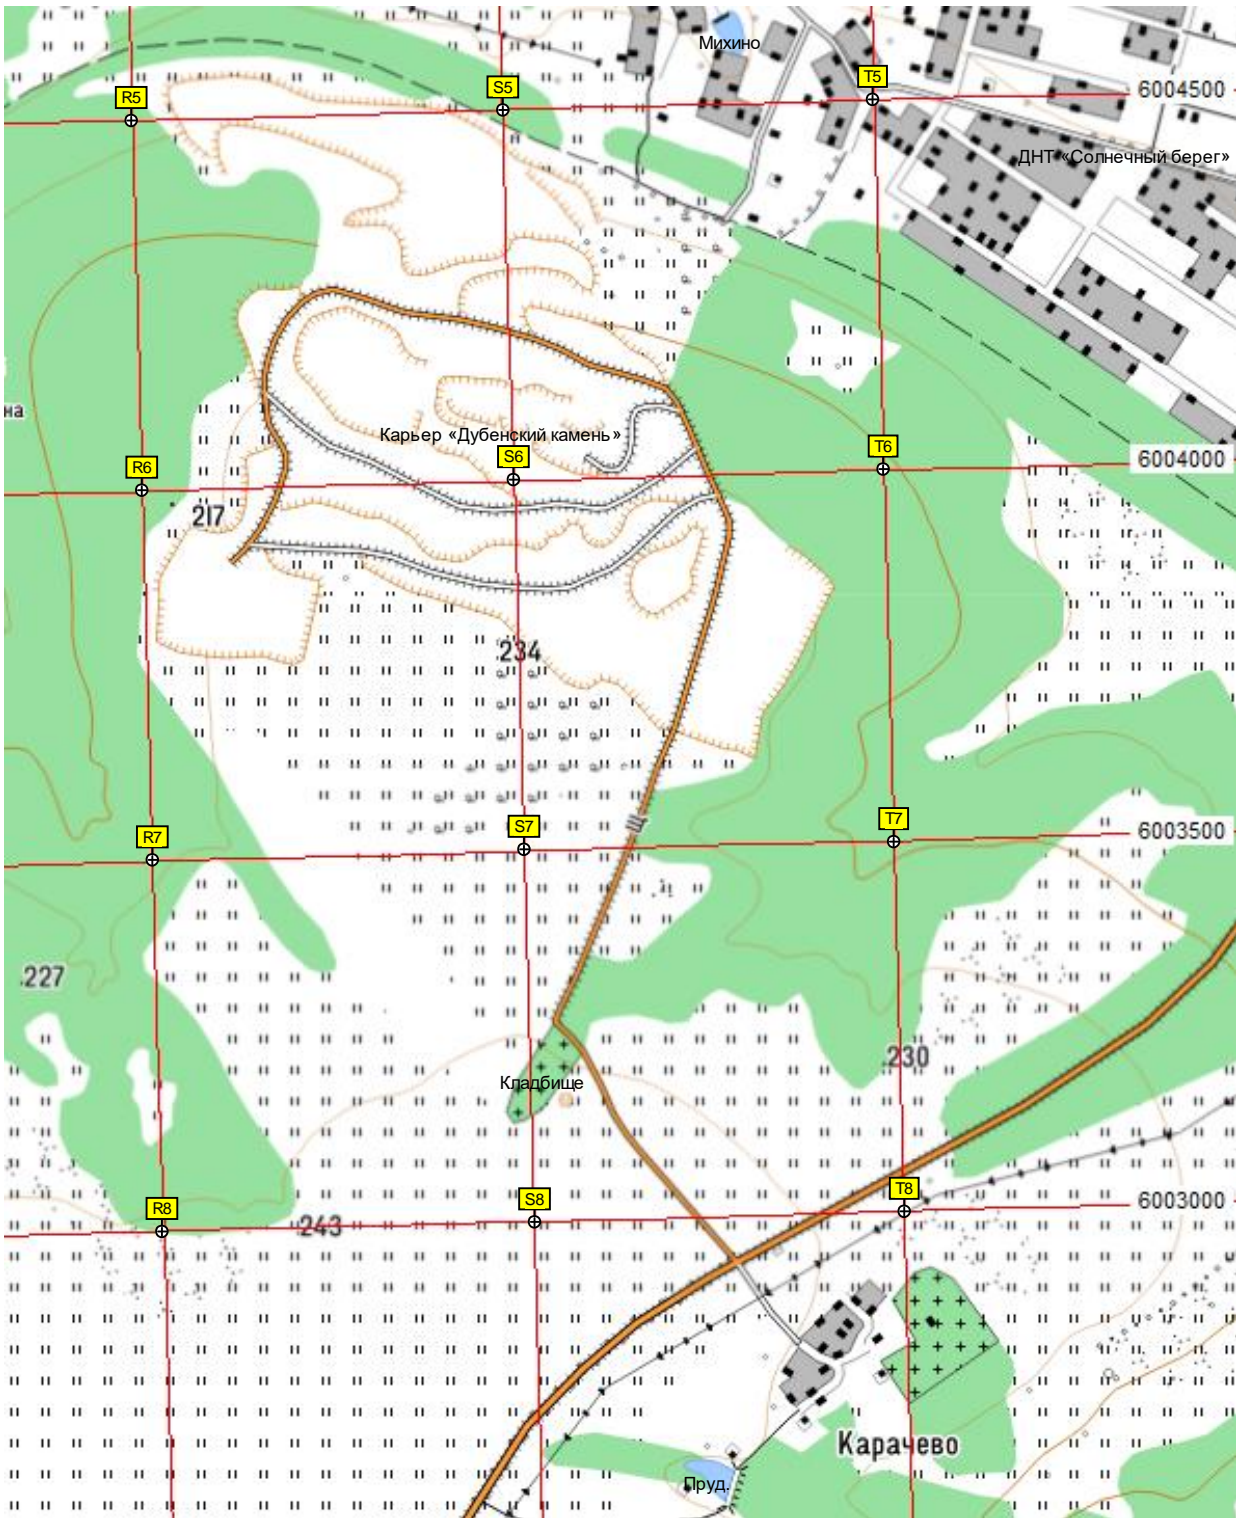 Михино
T5
S5
6004500
R5
ДНТ «Солнечный берег»
на
Карьер «Дубенский камень»
T6
S6
6004000
R6
217
234
Щ
T7
S7
6003500
R7
227
230
Кладбище
T8
S8
6003000
R8
243
Карачево
Пруд.